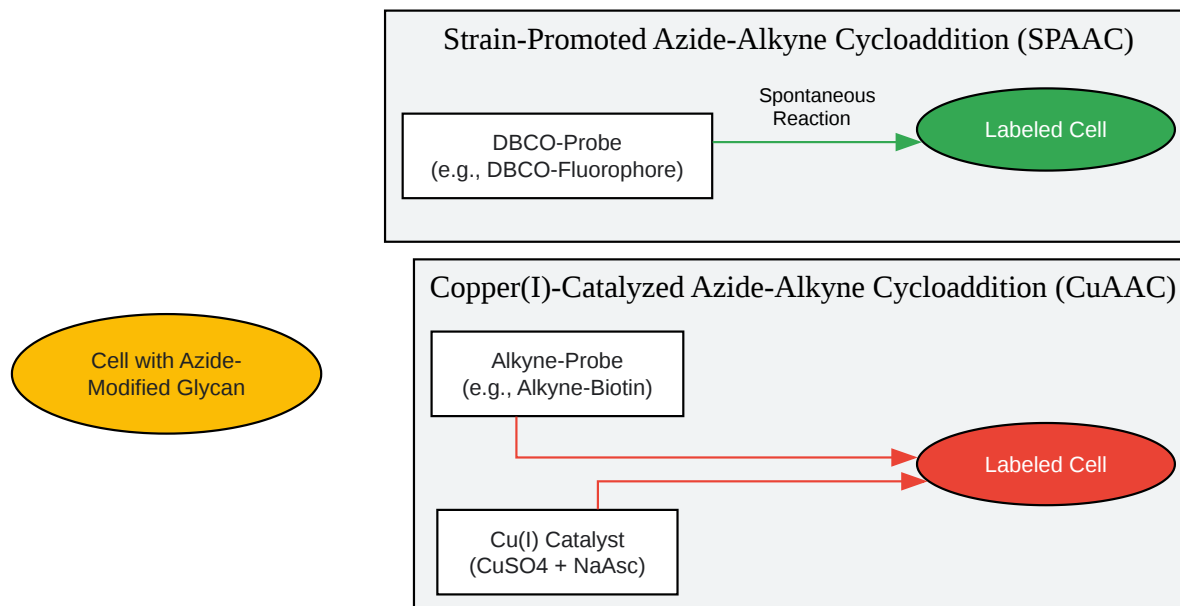 Strain-Promoted Azide-Alkyne Cycloaddition (SPAAC)
Spontaneous
Reaction
DBCO-Probe
(e.g., DBCO-Fluorophore)
Labeled Cell
Copper(I)-Catalyzed Azide-Alkyne Cycloaddition (CuAAC)
Cell with Azide-
Modified Glycan
Alkyne-Probe
(e.g., Alkyne-Biotin)
Labeled Cell
Cu(I) Catalyst
(CuSO4 + NaAsc)